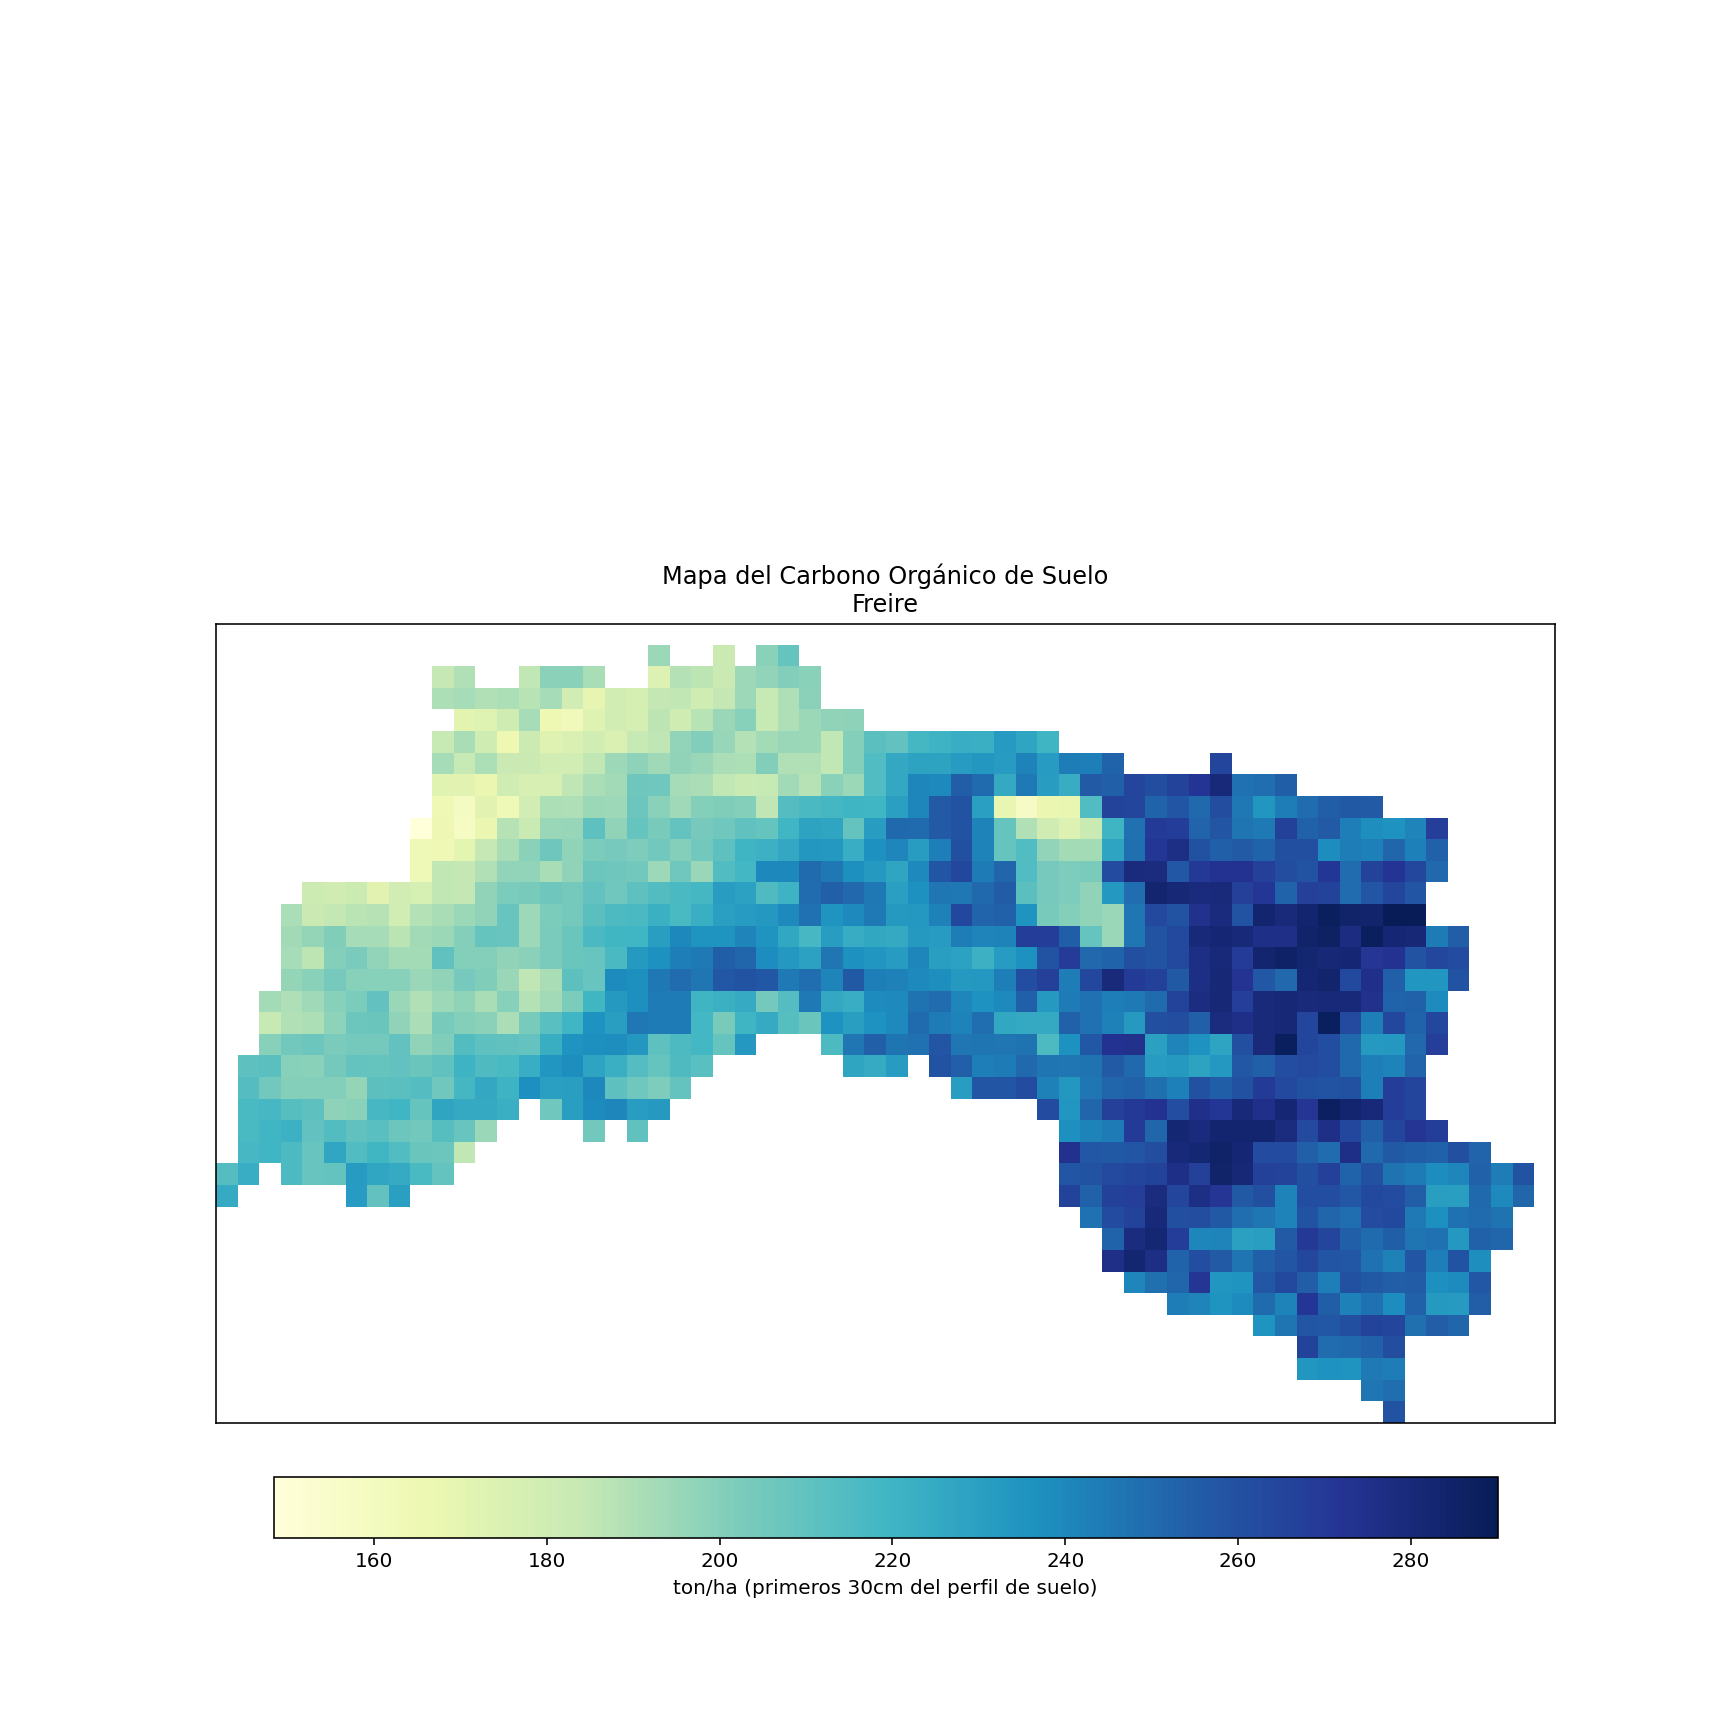 Mapa del Carbono Orgánico de Suelo
Freire
160 180 200 220 240 260 280
ton/ha (primeros 30cm del perfil de suelo)